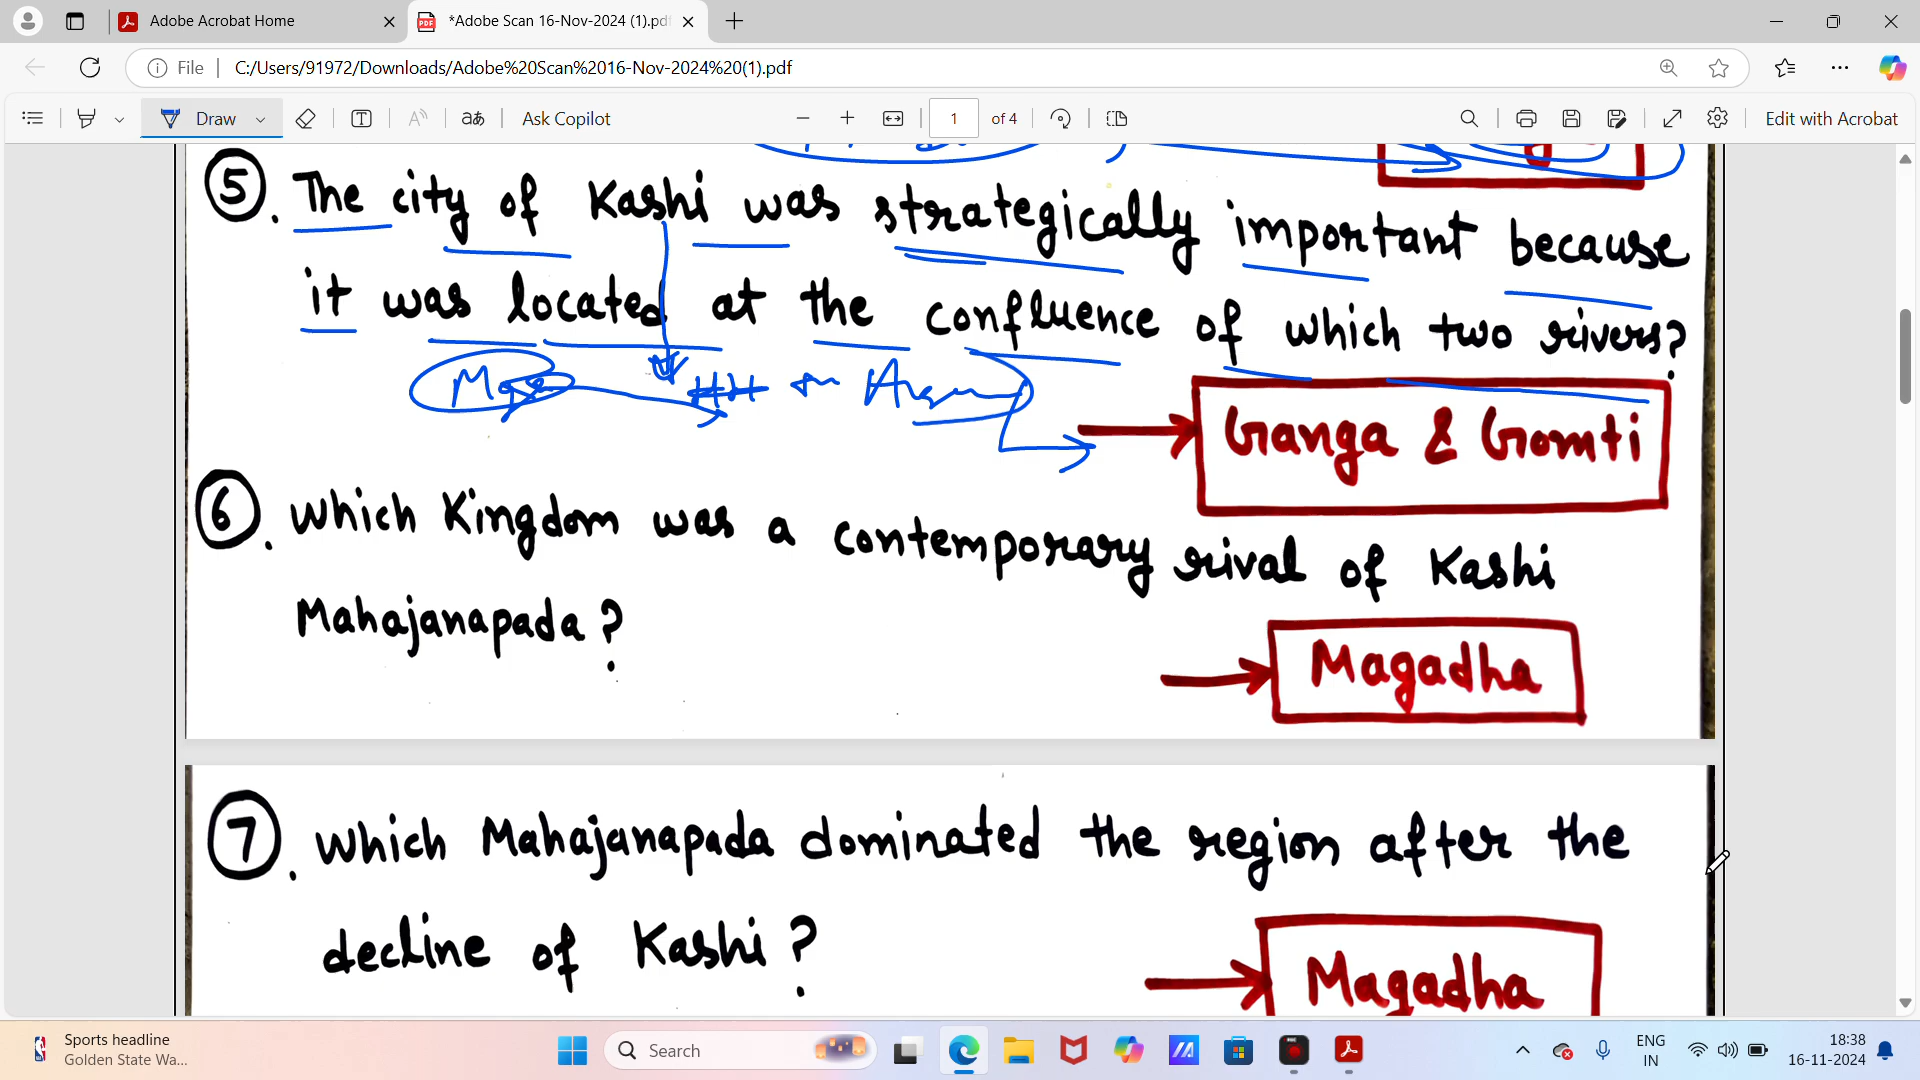 Adobe Acrobat Home
*Adobe Scan 16-Nov-2024 (1).pdf
File
C:/Users/91972/Downloads/Adobe%20Scan%2016-Nov-2024%20(1).pdf
Draw
Ask Copilot
1 of 4
Edit with Acrobat
5. The city of Kashi was strategically important because
it was located at the confluence of which two rivers?
Ganga & Gomti
6. Which Kingdom was a contemporary rival of Kashi
Mahajanapada?
Magadha
7. Which Mahajanapada dominated the region after the
decline of Kashi?
Magadha
Sports headline
Golden State Wa...
Search
ENG
IN
18:38
16-11-2024